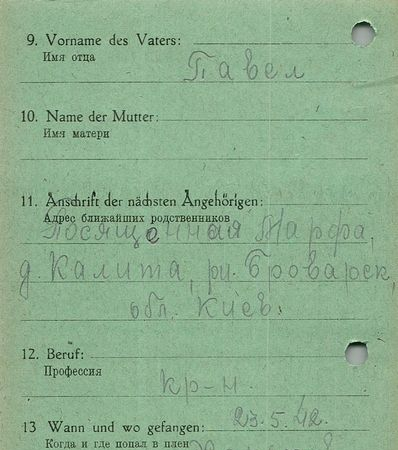 9. Vorname des Vaters:
Имя отца
Павел
10. Name der Mutter:
Имя матери
11. Anschrift der nächsten Angehörigen:
Адрес ближайших родственников
Марфа,
д. Калита, рн. Броварск,
обл. Киев.
12. Beruf:
Профессия
кр-н.
13 Wann und wo gefangen: 23.5.42.
Когда и где попал в плен